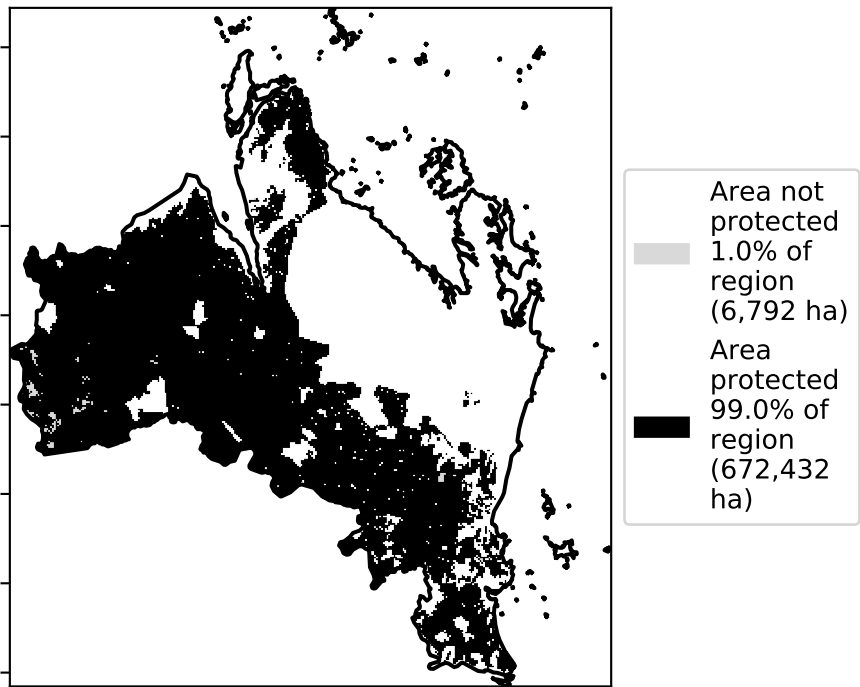 Area not
protected
1.0% of
region
(6,792 ha)
Area
protected
99.0% of
region
(672,432
ha)